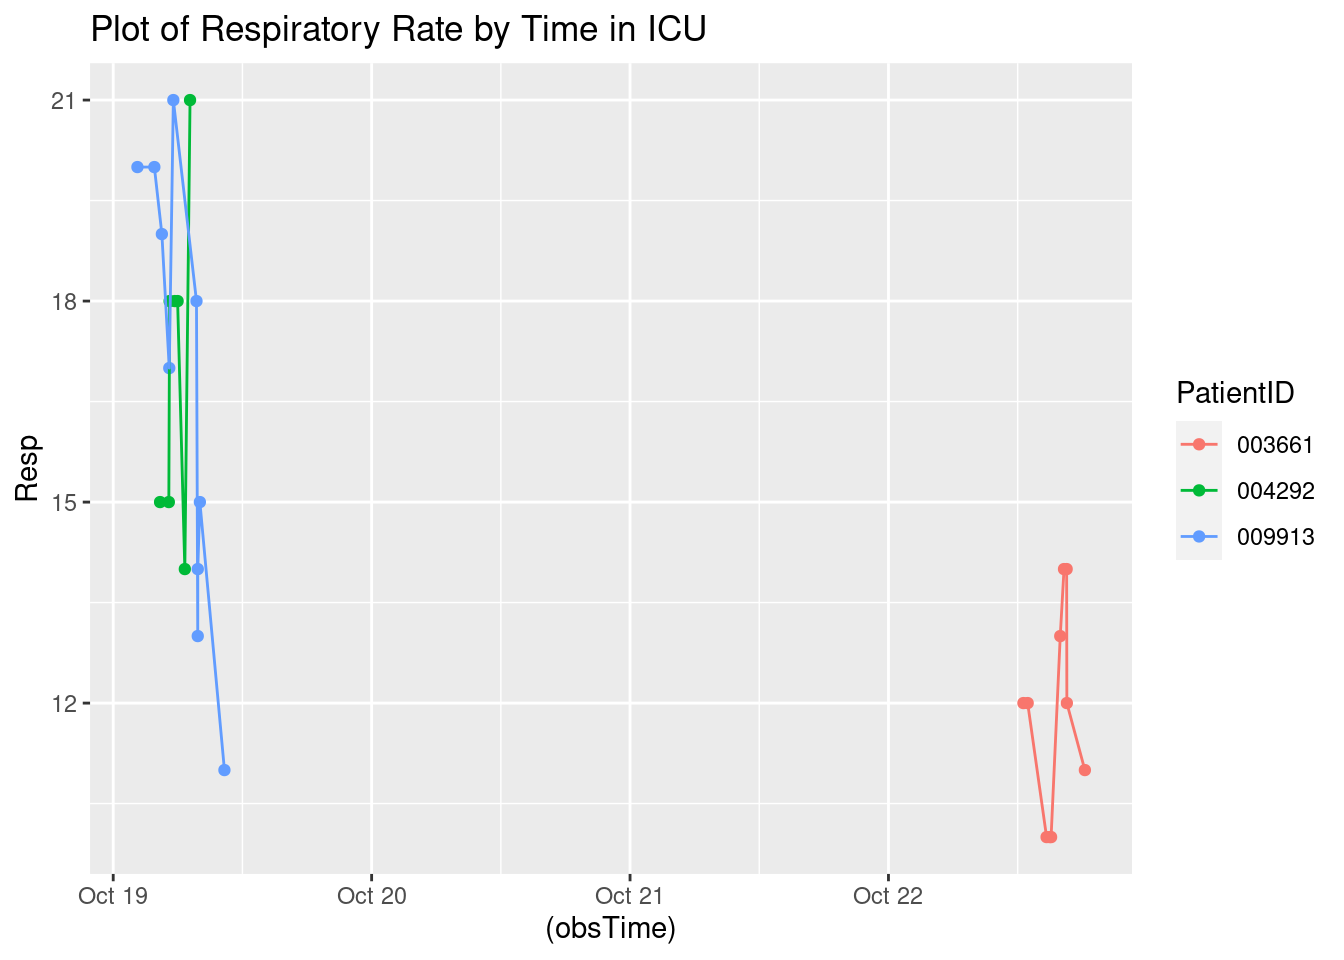 Plot of Respiratory Rate by Time in ICU
21
18
15
12
Resp
Oct 19 Oct 20 Oct 21 Oct 22
(obsTime)
PatientID
003661
004292
009913